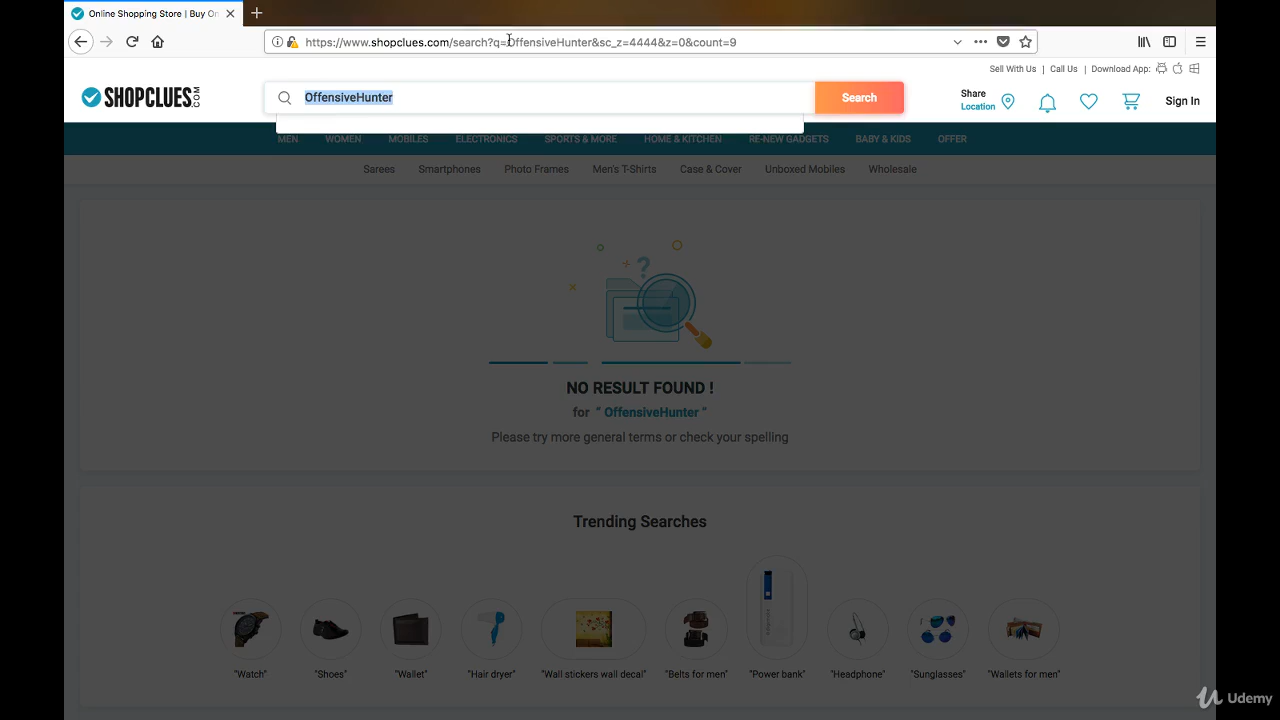 Online Shopping Store | Buy On
https://www.shopclues.com/search?q=OffensiveHunter&sc_z=4444&z=0&count=9
Sell With Us | Call Us | Download App:
SHOPCLUES.COM
OffensiveHunter
Search
Share
Location
Sign In
MEN WOMEN MOBILES ELECTRONICS SPORTS & MORE HOME & KITCHEN RE-NEW GADGETS BABY & KIDS OFFER
Sarees Smartphones Photo Frames Men's T-Shirts Case & Cover Unboxed Mobiles Wholesale
NO RESULT FOUND !
for " OffensiveHunter "
Please try more general terms or check your spelling
Trending Searches
"Watch" "Shoes" "Wallet" "Hair dryer" "Wall stickers wall decal" "Belts for men" "Power bank" "Headphone" "Sunglasses" "Wallets for men"
Udemy